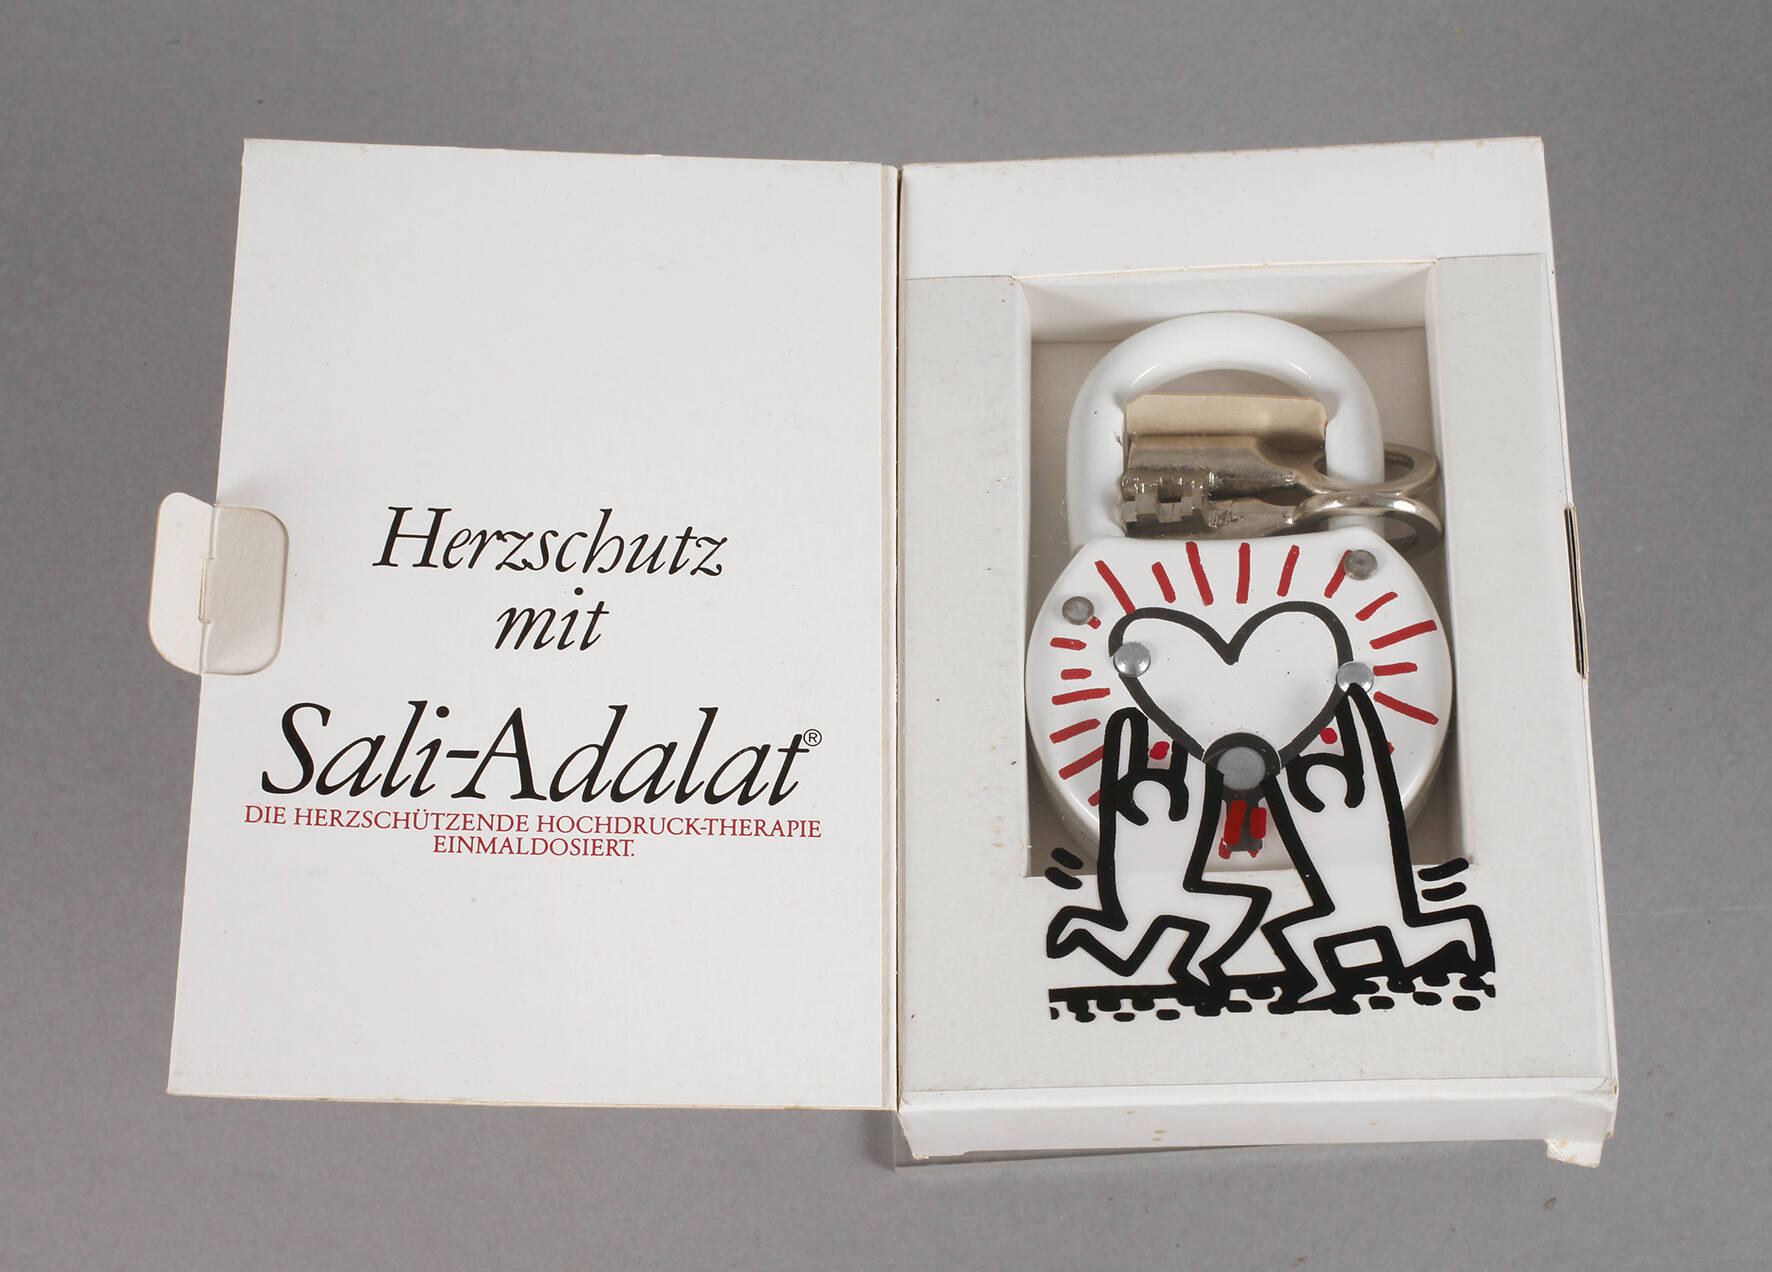 Herzschutz
mit
Sali-Adalat®
DIE HERZSCHÜTZENDE HOCHDRUCK-THERAPIE
EINMALDOSIERT.